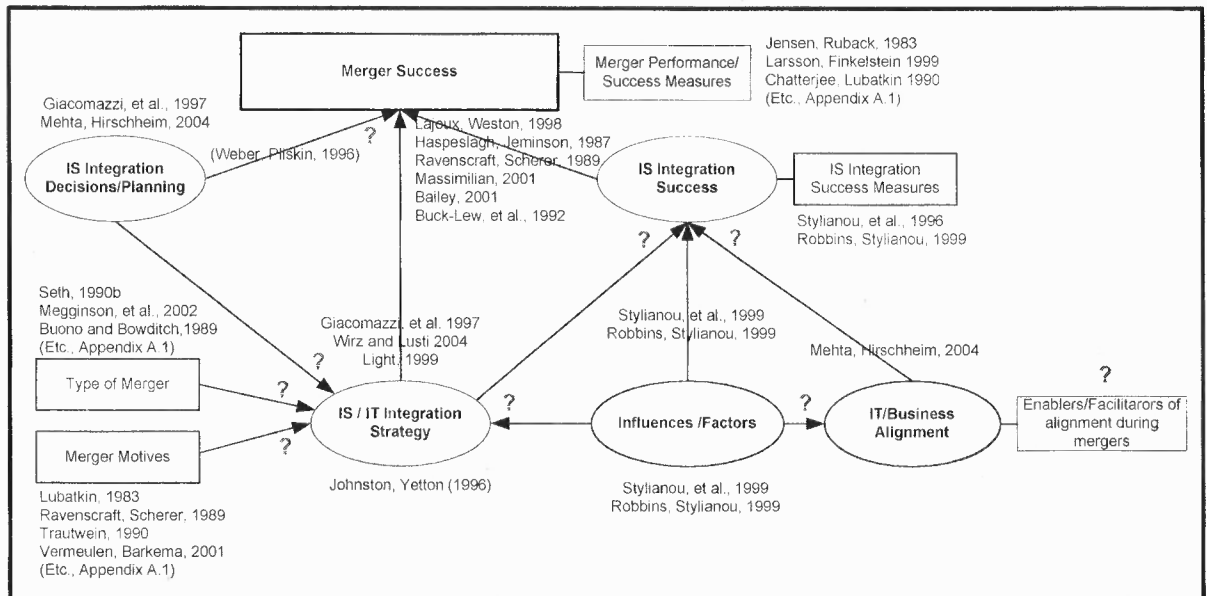 Merger Success
Merger Performance/
Success Measures
Jensen, Ruback, 1983
Larsson, Finkelstein 1999
Chatterjee, Lubatkin 1990
(Etc., Appendix A.1)
Giacomazzi, et al., 1997
Mehta, Hirschheim, 2004
IS Integration
Decisions/Planning
(Weber, Pliskin, 1996)
?
Lajoux, Weston, 1998
Haspeslagh, Jeminson, 1987
Ravenscraft, Scherer, 1989
Massimilian, 2001
Bailey, 2001
Buck-Lew, et al., 1992
IS Integration
Success
IS Integration
Success Measures
Stylianou, et al., 1996
Robbins, Stylianou, 1999
?
?
?
Seth, 1990b
Megginson, et al., 2002
Buono and Bowditch,1989
(Etc., Appendix A.1)
Giacomazzi, et al. 1997
Wirz and Lusti 2004
Light, 1999
Stylianou, et al., 1999
Robbins, Stylianou, 1999
Mehta, Hirschheim, 2004
Type of Merger
?
?
IS / IT Integration
Strategy
?
Influences /Factors
?
IT/Business
Alignment
?
Enablers/Facilitarors of
alignment during
mergers
Merger Motives
?
Johnston, Yetton (1996)
Stylianou, et al., 1999
Robbins, Stylianou, 1999
Lubatkin, 1983
Ravenscraft, Scherer, 1989
Trautwein, 1990
Vermeulen, Barkema, 2001
(Etc., Appendix A.1)